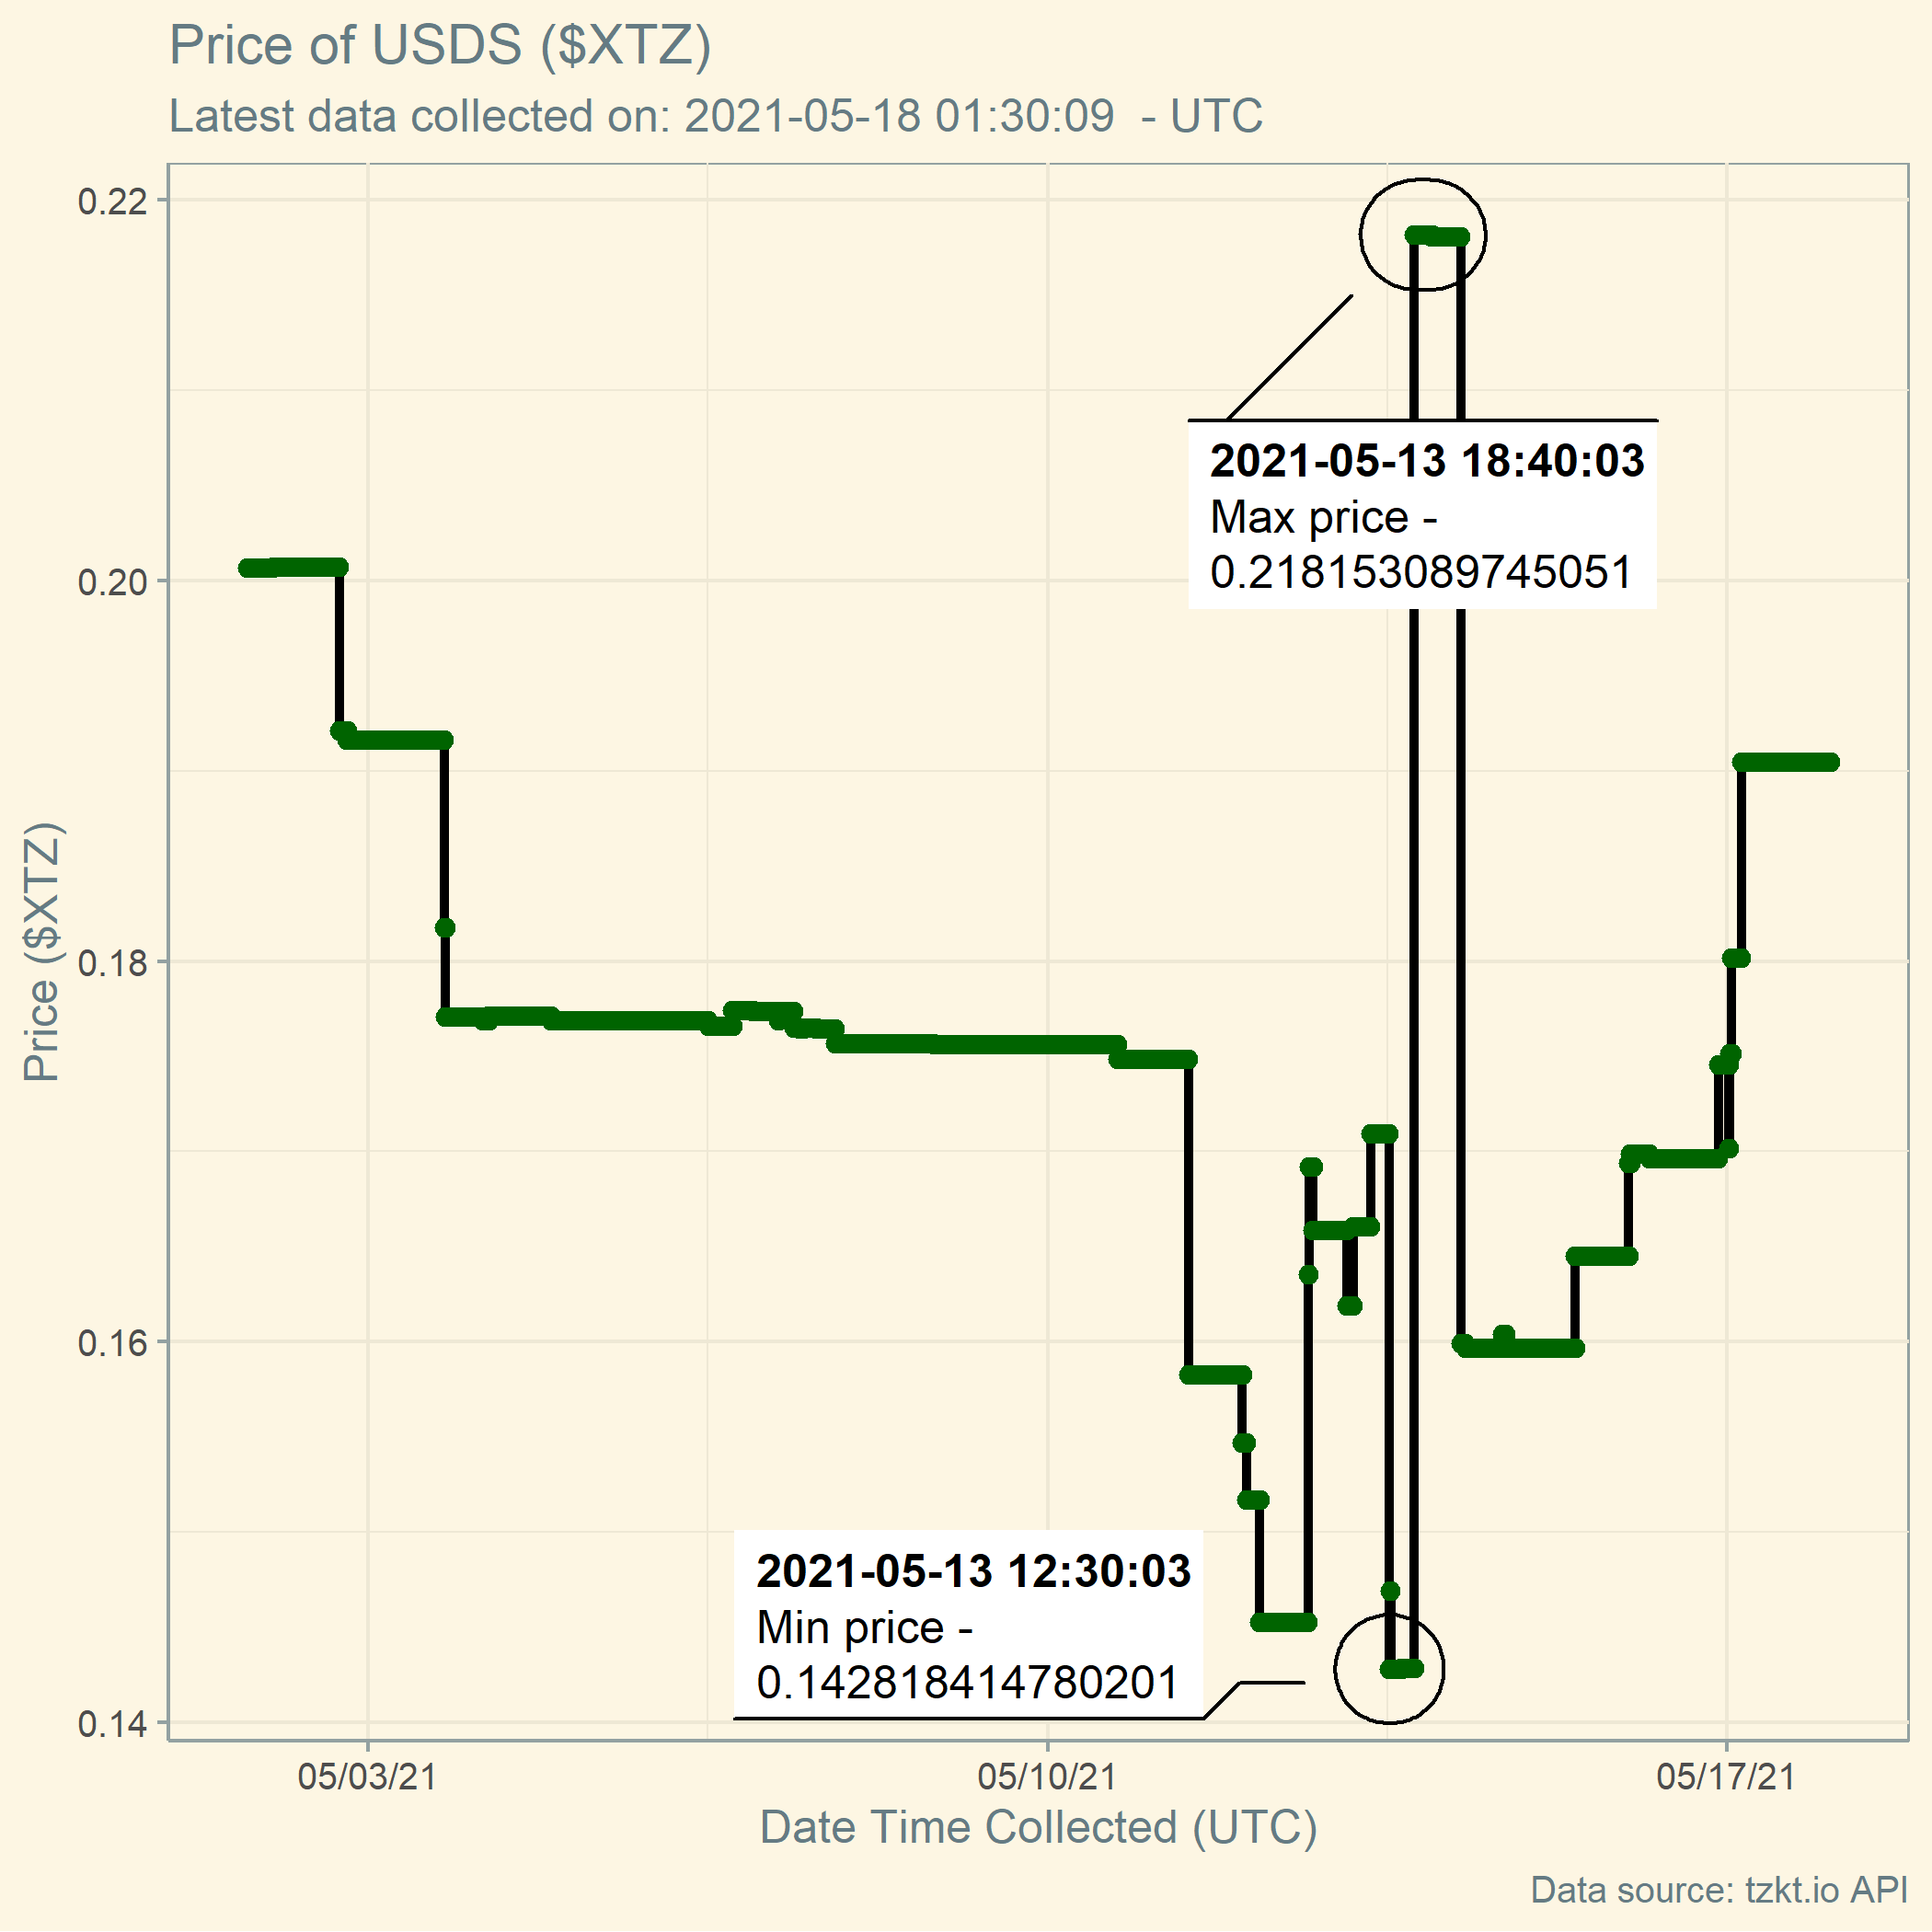 Price of USDS ($XTZ)
Latest data collected on: 2021-05-18 01:30:09  - UTC
0.22
0.20
0.18
0.16
0.14
Price ($XTZ)
2021-05-13 18:40:03
Max price -
0.218153089745051
2021-05-13 12:30:03
Min price -
0.142818414780201
05/03/21
05/10/21
05/17/21
Date Time Collected (UTC)
Data source: tzkt.io API